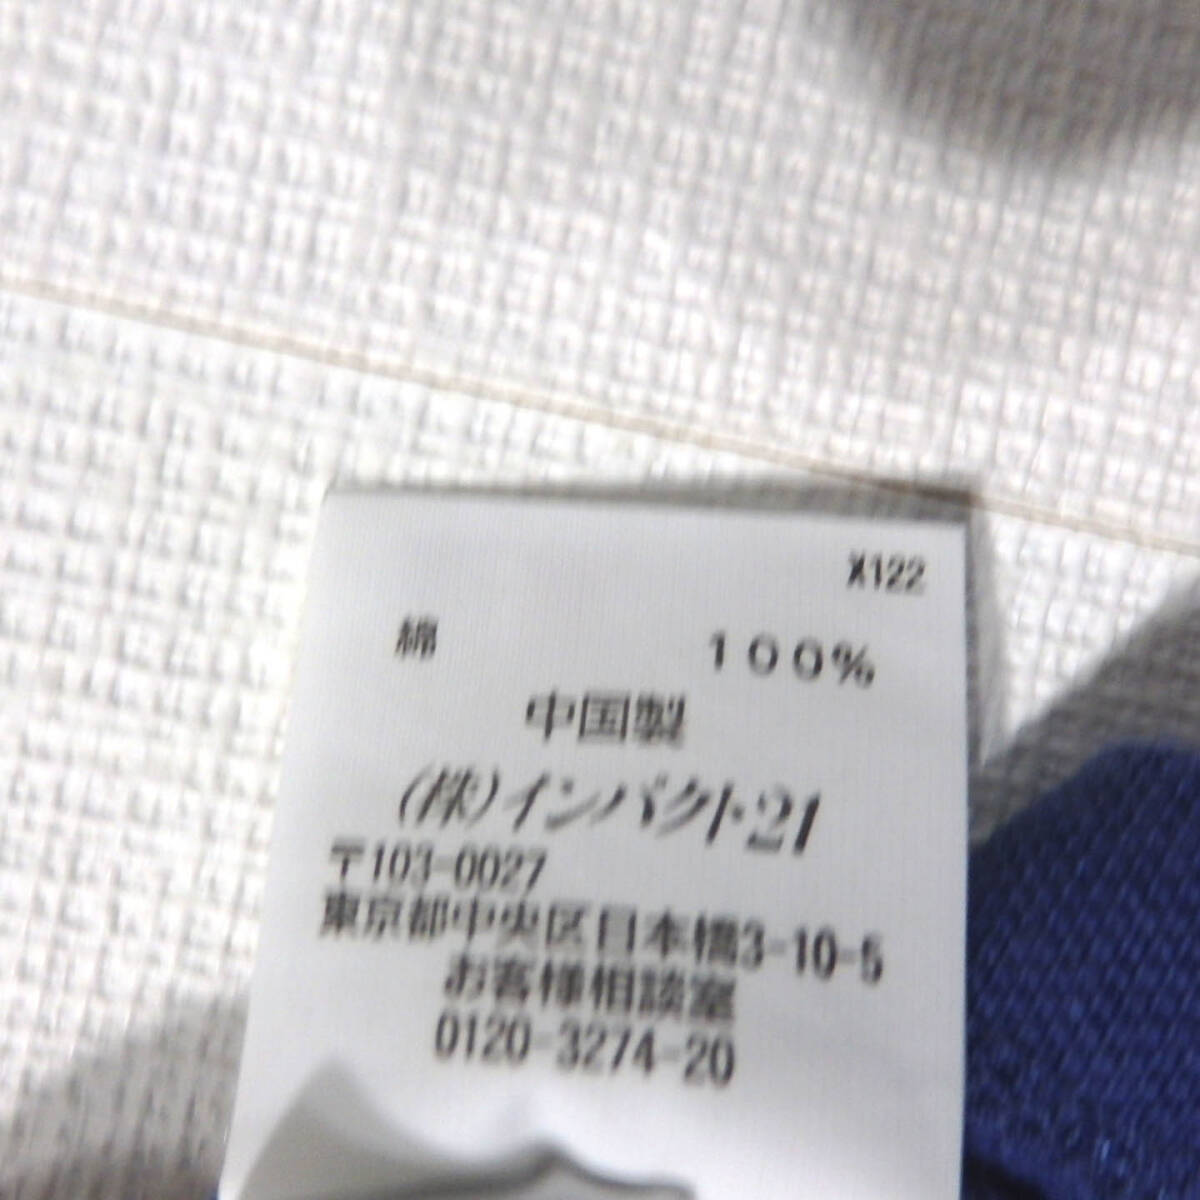 X122
綿 100%
中国製
(株)インパクト21
〒103-0027
東京都中央区日本橋3-10-5
お客様相談室
0120-3274-20